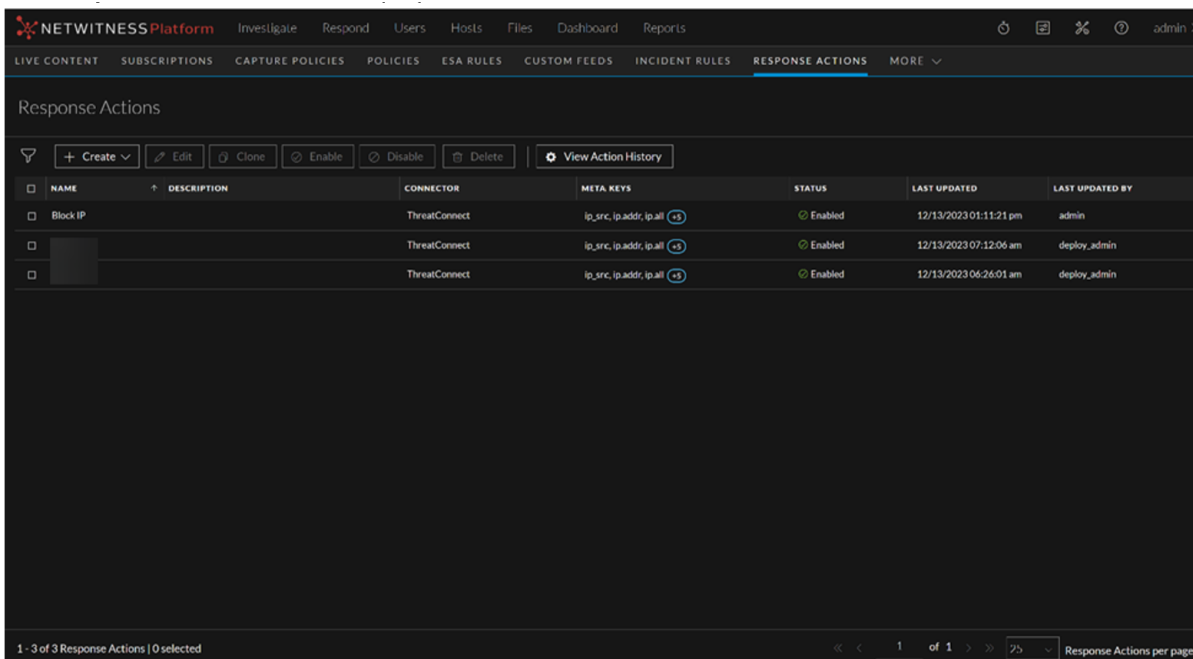 NETWITNESS Platform Investigate Respond Users Hosts Files Dashboard Reports admin
LIVE CONTENT SUBSCRIPTIONS CAPTURE POLICIES POLICIES ESA RULES CUSTOM FEEDS INCIDENT RULES RESPONSE ACTIONS MORE
Response Actions
+ Create Edit Clone Enable Disable Delete View Action History
NAME ↑ DESCRIPTION CONNECTOR META KEYS STATUS LAST UPDATED LAST UPDATED BY
Block IP ThreatConnect ip_src, ip.addr, ip.all +5 Enabled 12/13/2023 01:11:21 pm admin
ThreatConnect ip_src, ip.addr, ip.all +5 Enabled 12/13/2023 07:12:06 am deploy_admin
ThreatConnect ip_src, ip.addr, ip.all +5 Enabled 12/13/2023 06:26:01 am deploy_admin
1 - 3 of 3 Response Actions | 0 selected « < 1 of 1 > » 25 Response Actions per page